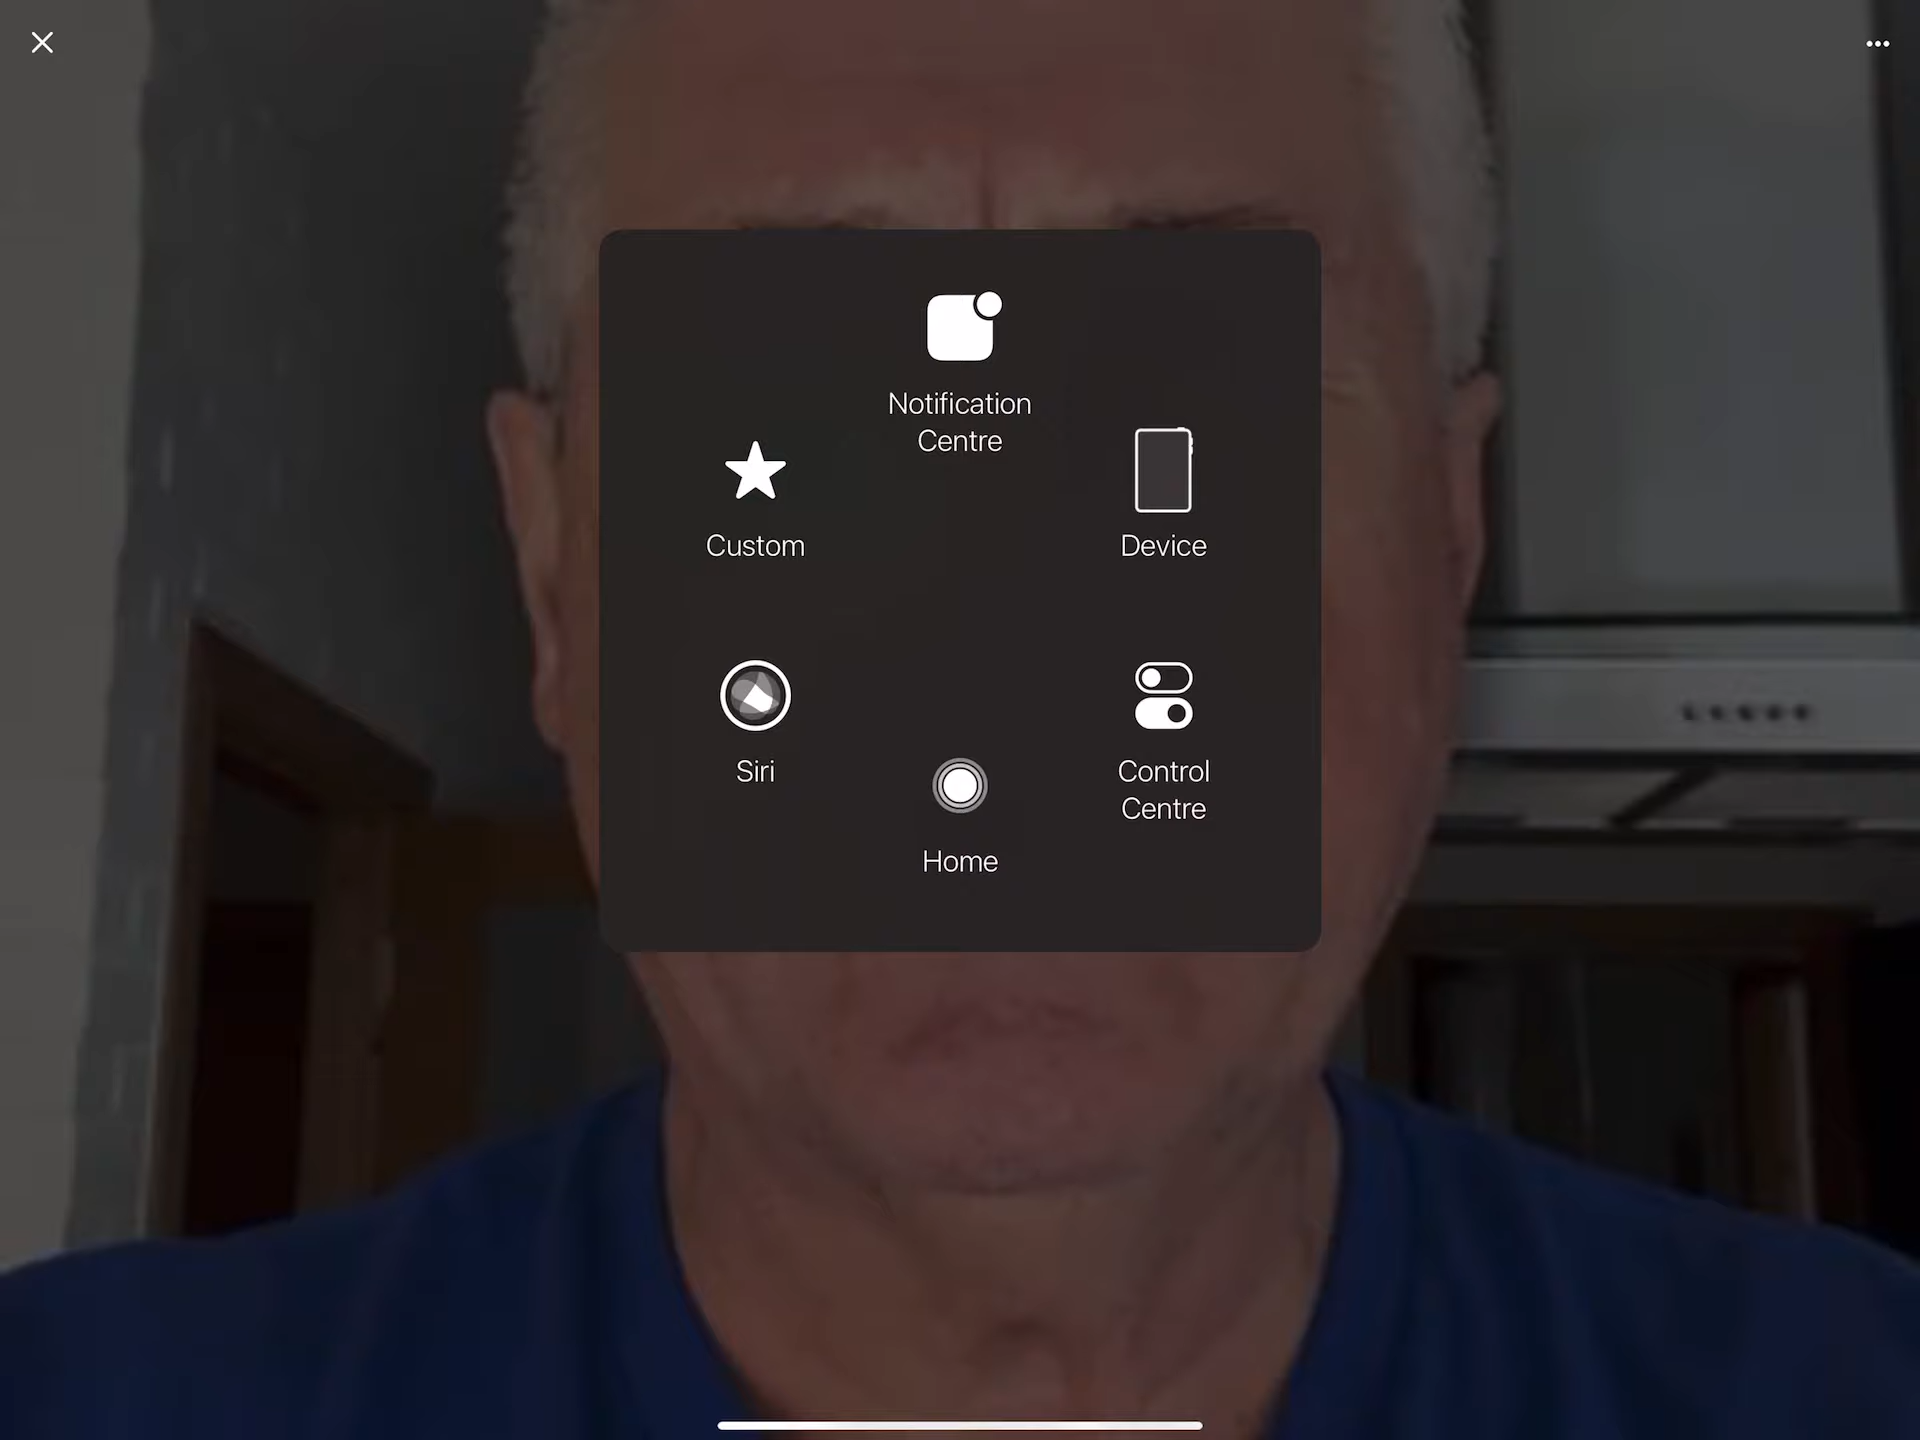 Notification
Centre
Custom
Device
Siri
Control
Centre
Home